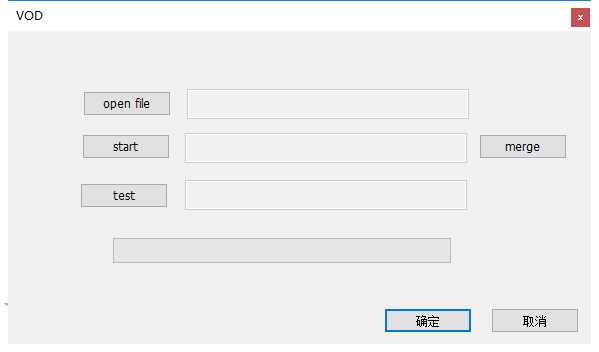 VOD
open file
start
merge
test
确定
取消